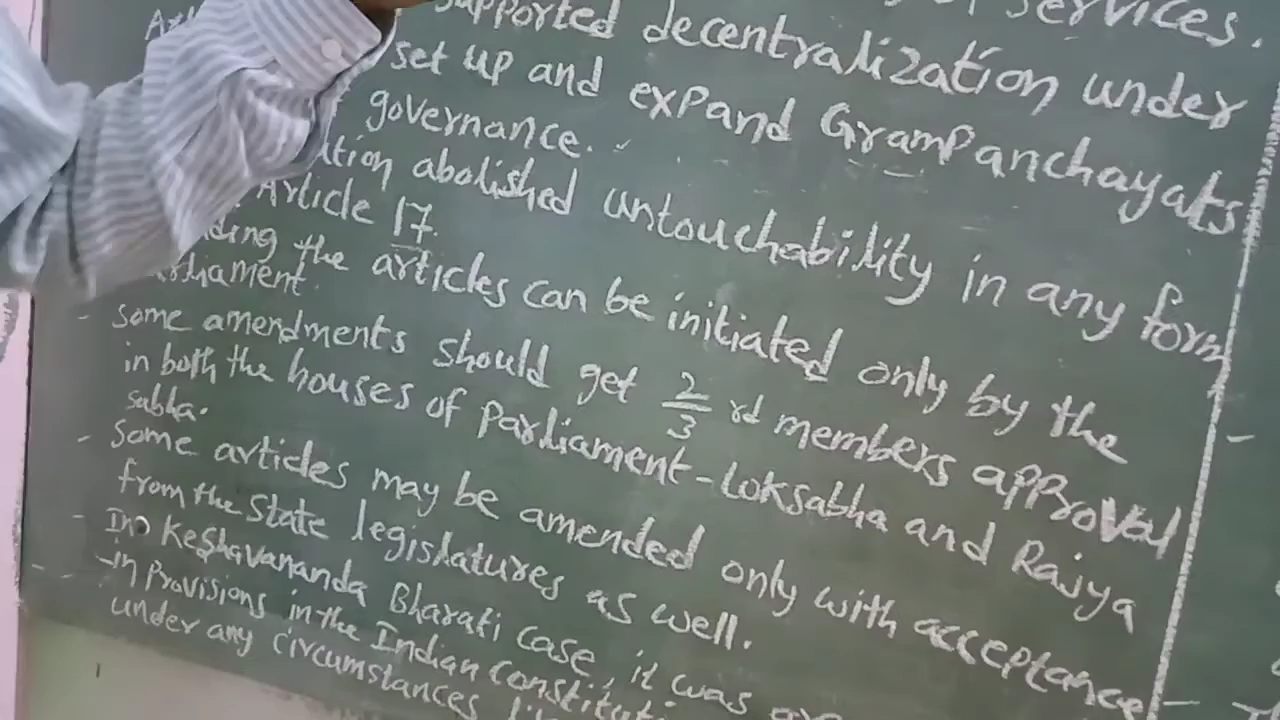 services.
supported decentralization under
set up and expand Grampanchayats
governance.
abolished untouchability in any form
Article 17.
the articles can be initiated only by the
- some amendments should get 2/3 rd members approval
in both the houses of Parliament - Loksabha and Rajya
sabha.
- some articles may be amended only with acceptance
from the State legislatures as well.
- In Keshavananda Bharati case, it was
in Provisions in the Indian
under any circumstances